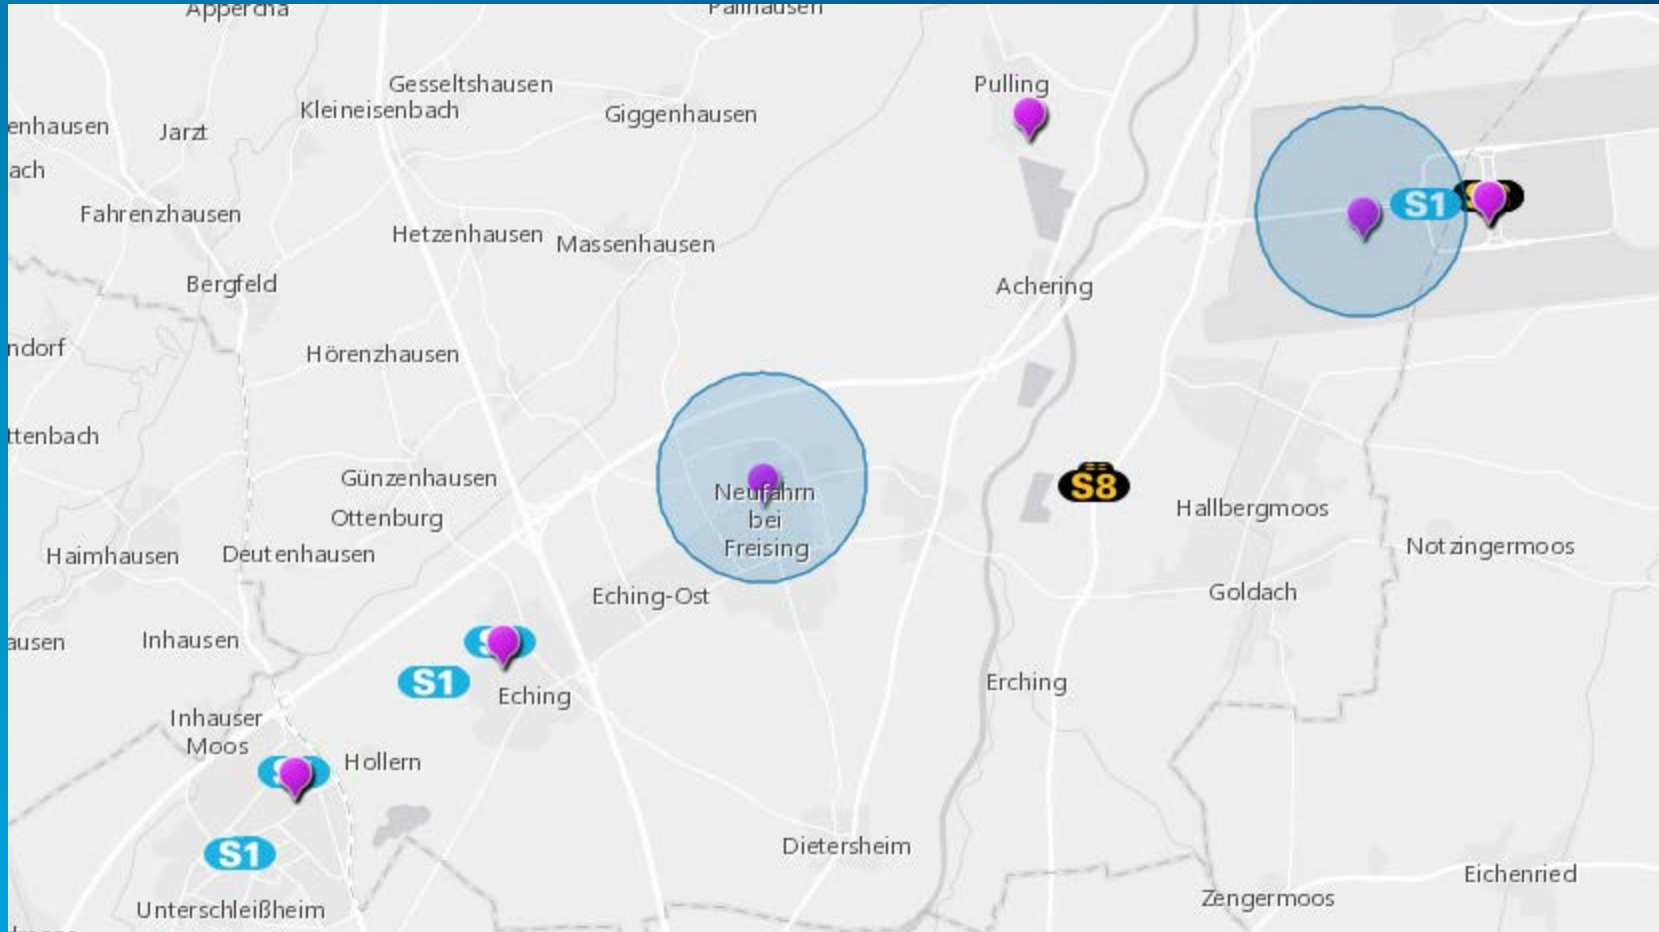 Appercha
Pallhausen
Gesseltshausen
Pulling
Kleineisenbach
Giggenhausen
enhausen
Jarzt
ach
S1
Fahrenzhausen
Hetzenhausen
Massenhausen
Bergfeld
Achering
ndorf
Hörenzhausen
ttenbach
Günzenhausen
S8
Neufahrn
bei
Freising
Hallbergmoos
Ottenburg
Haimhausen
Deutenhausen
Notzingermoos
Eching-Ost
Goldach
ausen
Inhausen
S1
Erching
Eching
Inhauser
Moos
Hollern
S1
Dietersheim
Eichenried
Zengermoos
Unterschleißheim